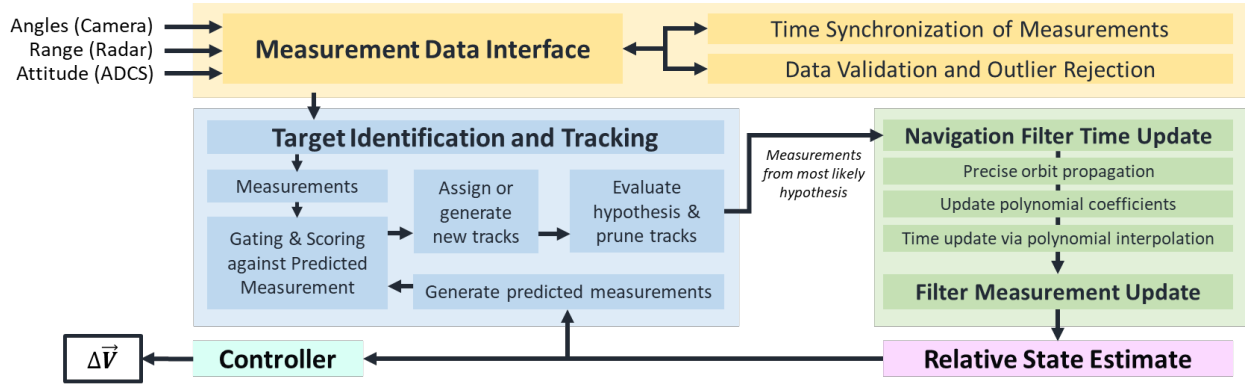 Angles (Camera)
Range (Radar)
Attitude (ADCS)
Measurement Data Interface
Time Synchronization of Measurements
Data Validation and Outlier Rejection
Target Identification and Tracking
Measurements
Gating & Scoring
against Predicted
Measurement
Assign or
generate
new tracks
Evaluate
hypothesis &
prune tracks
Generate predicted measurements
Measurements
from most likely
hypothesis
Navigation Filter Time Update
Precise orbit propagation
Update polynomial coefficients
Time update via polynomial interpolation
Filter Measurement Update
Relative State Estimate
Controller
ΔV⃗